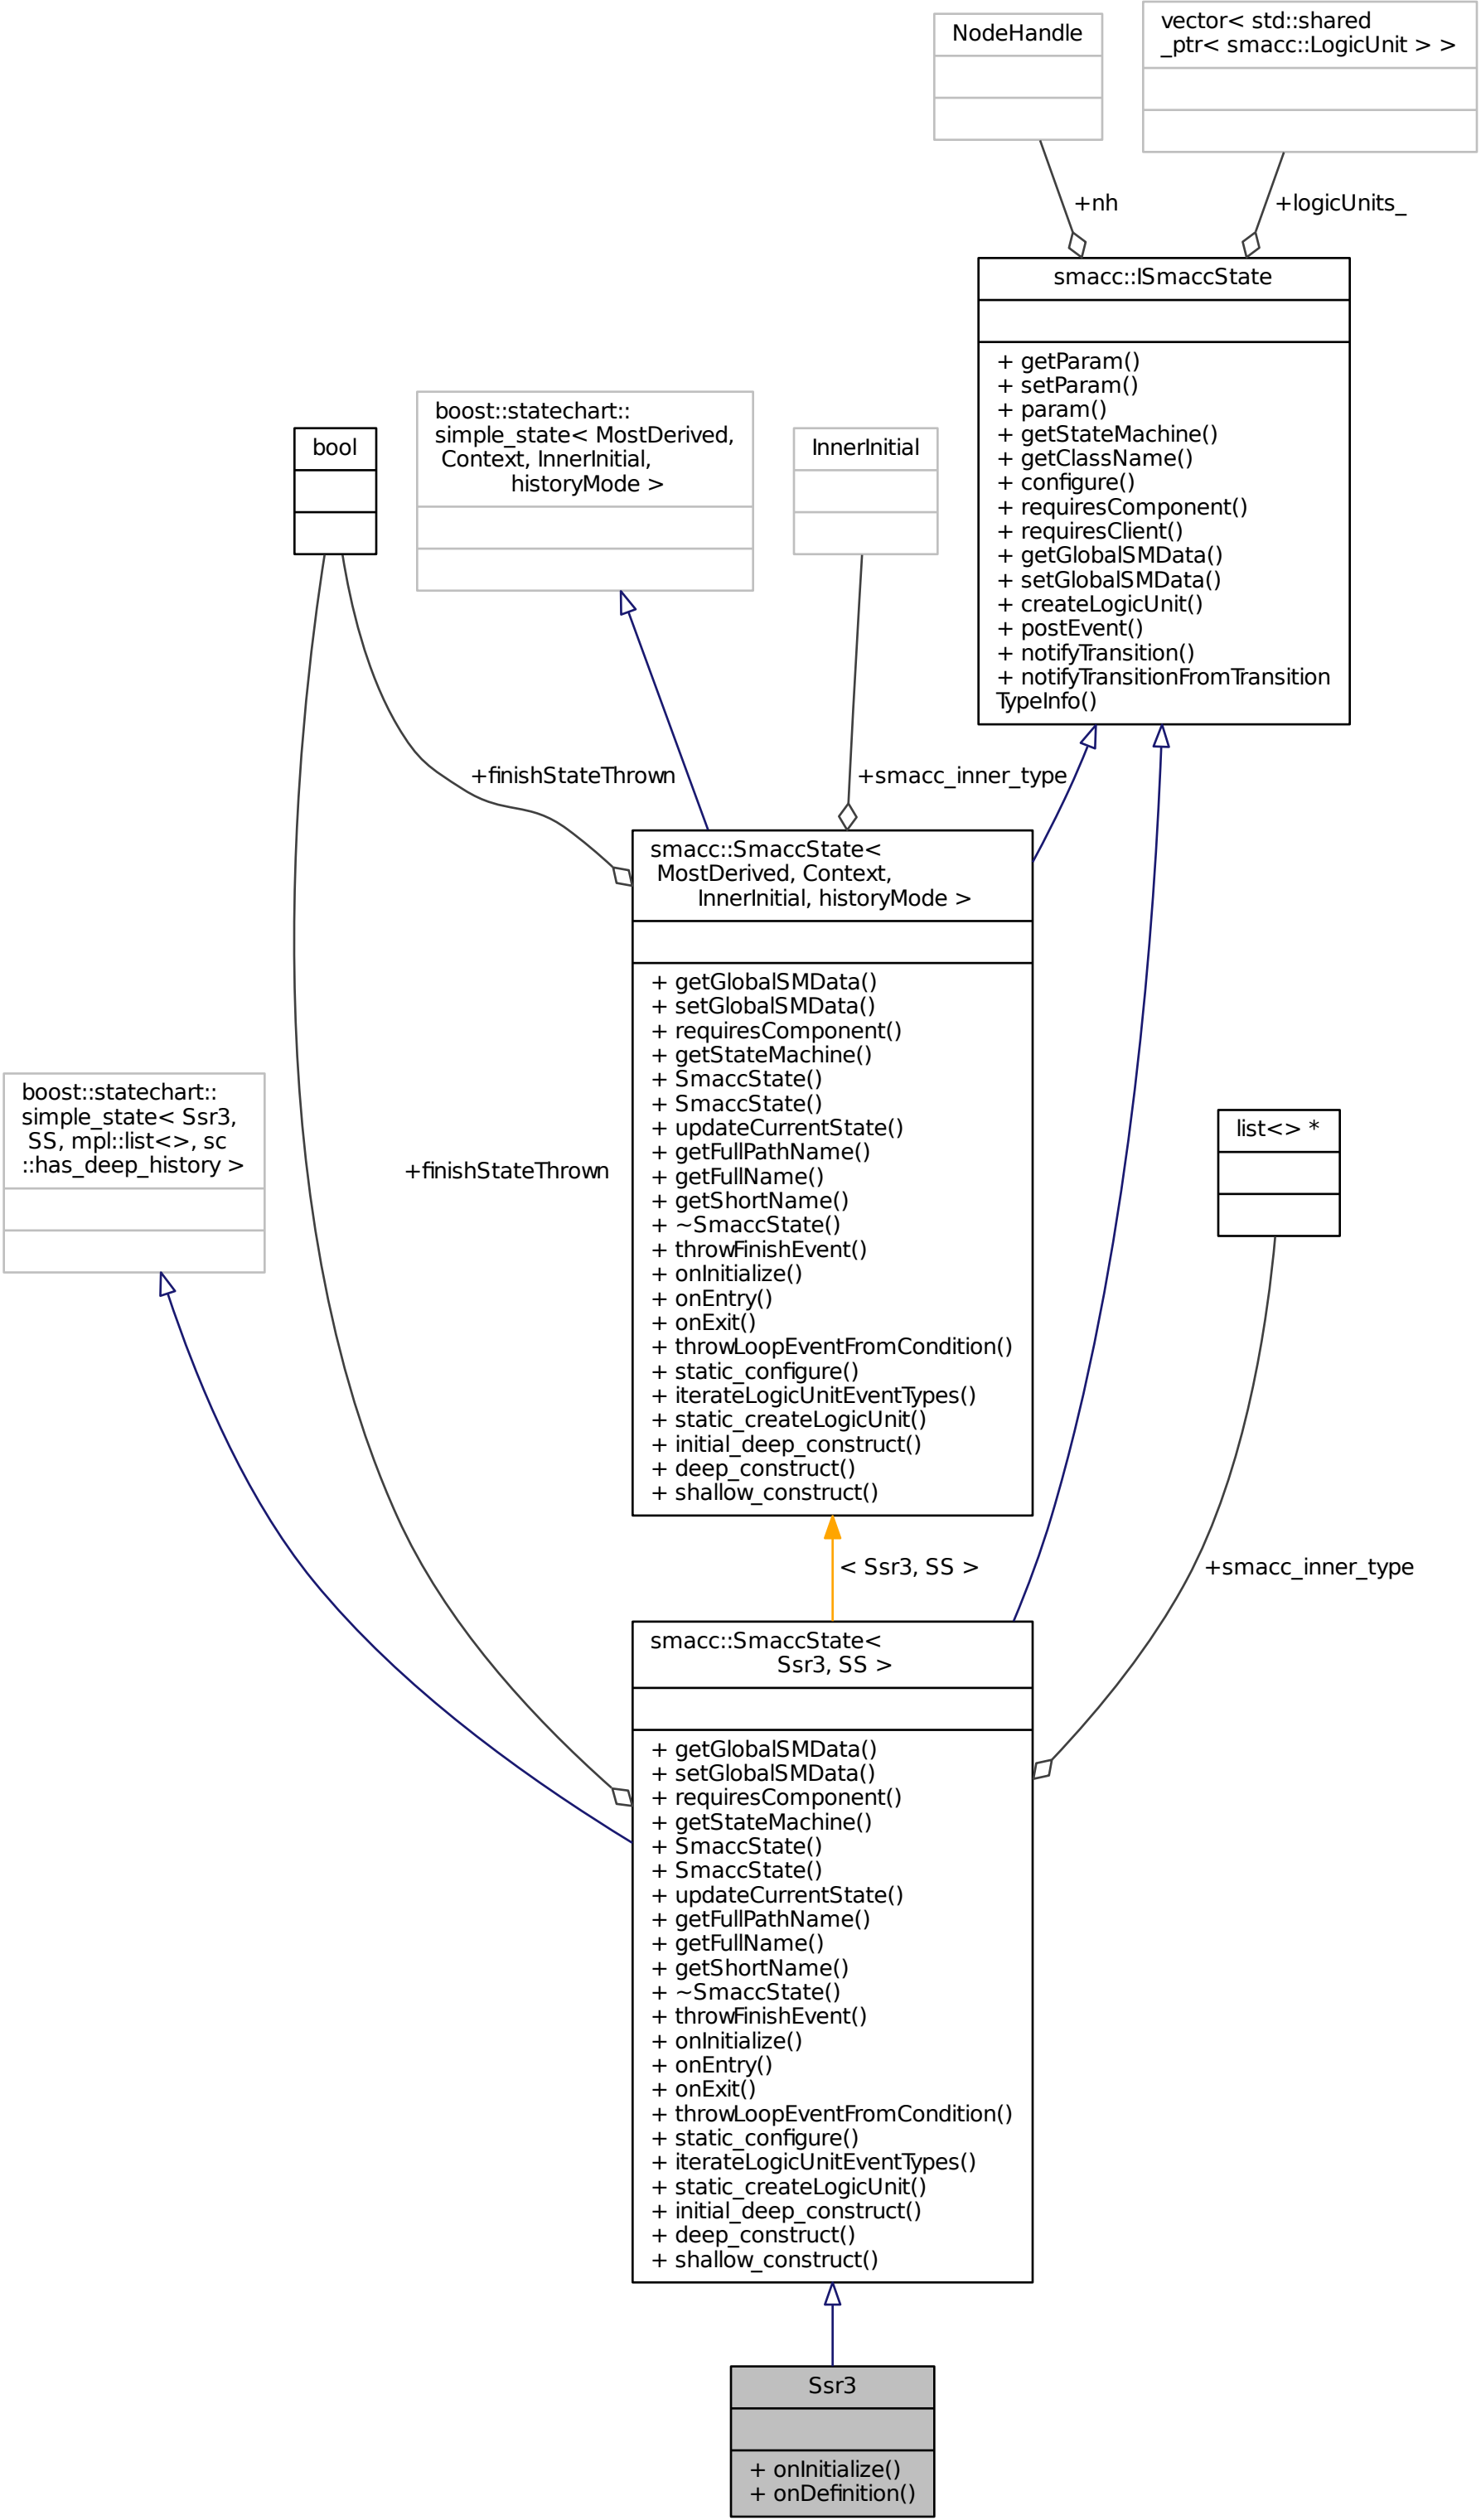 NodeHandle
vector< std::shared
_ptr< smacc::LogicUnit > >
+nh
+logicUnits_
smacc::ISmaccState
+ getParam()
+ setParam()
+ param()
+ getStateMachine()
+ getClassName()
+ configure()
+ requiresComponent()
+ requiresClient()
+ getGlobalSMData()
+ setGlobalSMData()
+ createLogicUnit()
+ postEvent()
+ notifyTransition()
+ notifyTransitionFromTransition
TypeInfo()
bool
boost::statechart::
simple_state< MostDerived,
Context, InnerInitial,
historyMode >
InnerInitial
+finishStateThrown
+smacc_inner_type
smacc::SmaccState<
MostDerived, Context,
InnerInitial, historyMode >
+ getGlobalSMData()
+ setGlobalSMData()
+ requiresComponent()
+ getStateMachine()
+ SmaccState()
+ SmaccState()
+ updateCurrentState()
+ getFullPathName()
+ getFullName()
+ getShortName()
+ ~SmaccState()
+ throwFinishEvent()
+ onInitialize()
+ onEntry()
+ onExit()
+ throwLoopEventFromCondition()
+ static_configure()
+ iterateLogicUnitEventTypes()
+ static_createLogicUnit()
+ initial_deep_construct()
+ deep_construct()
+ shallow_construct()
boost::statechart::
simple_state< Ssr3,
SS, mpl::list<>, sc
::has_deep_history >
+finishStateThrown
list<> *
< Ssr3, SS >
+smacc_inner_type
smacc::SmaccState<
Ssr3, SS >
+ getGlobalSMData()
+ setGlobalSMData()
+ requiresComponent()
+ getStateMachine()
+ SmaccState()
+ SmaccState()
+ updateCurrentState()
+ getFullPathName()
+ getFullName()
+ getShortName()
+ ~SmaccState()
+ throwFinishEvent()
+ onInitialize()
+ onEntry()
+ onExit()
+ throwLoopEventFromCondition()
+ static_configure()
+ iterateLogicUnitEventTypes()
+ static_createLogicUnit()
+ initial_deep_construct()
+ deep_construct()
+ shallow_construct()
Ssr3
+ onInitialize()
+ onDefinition()